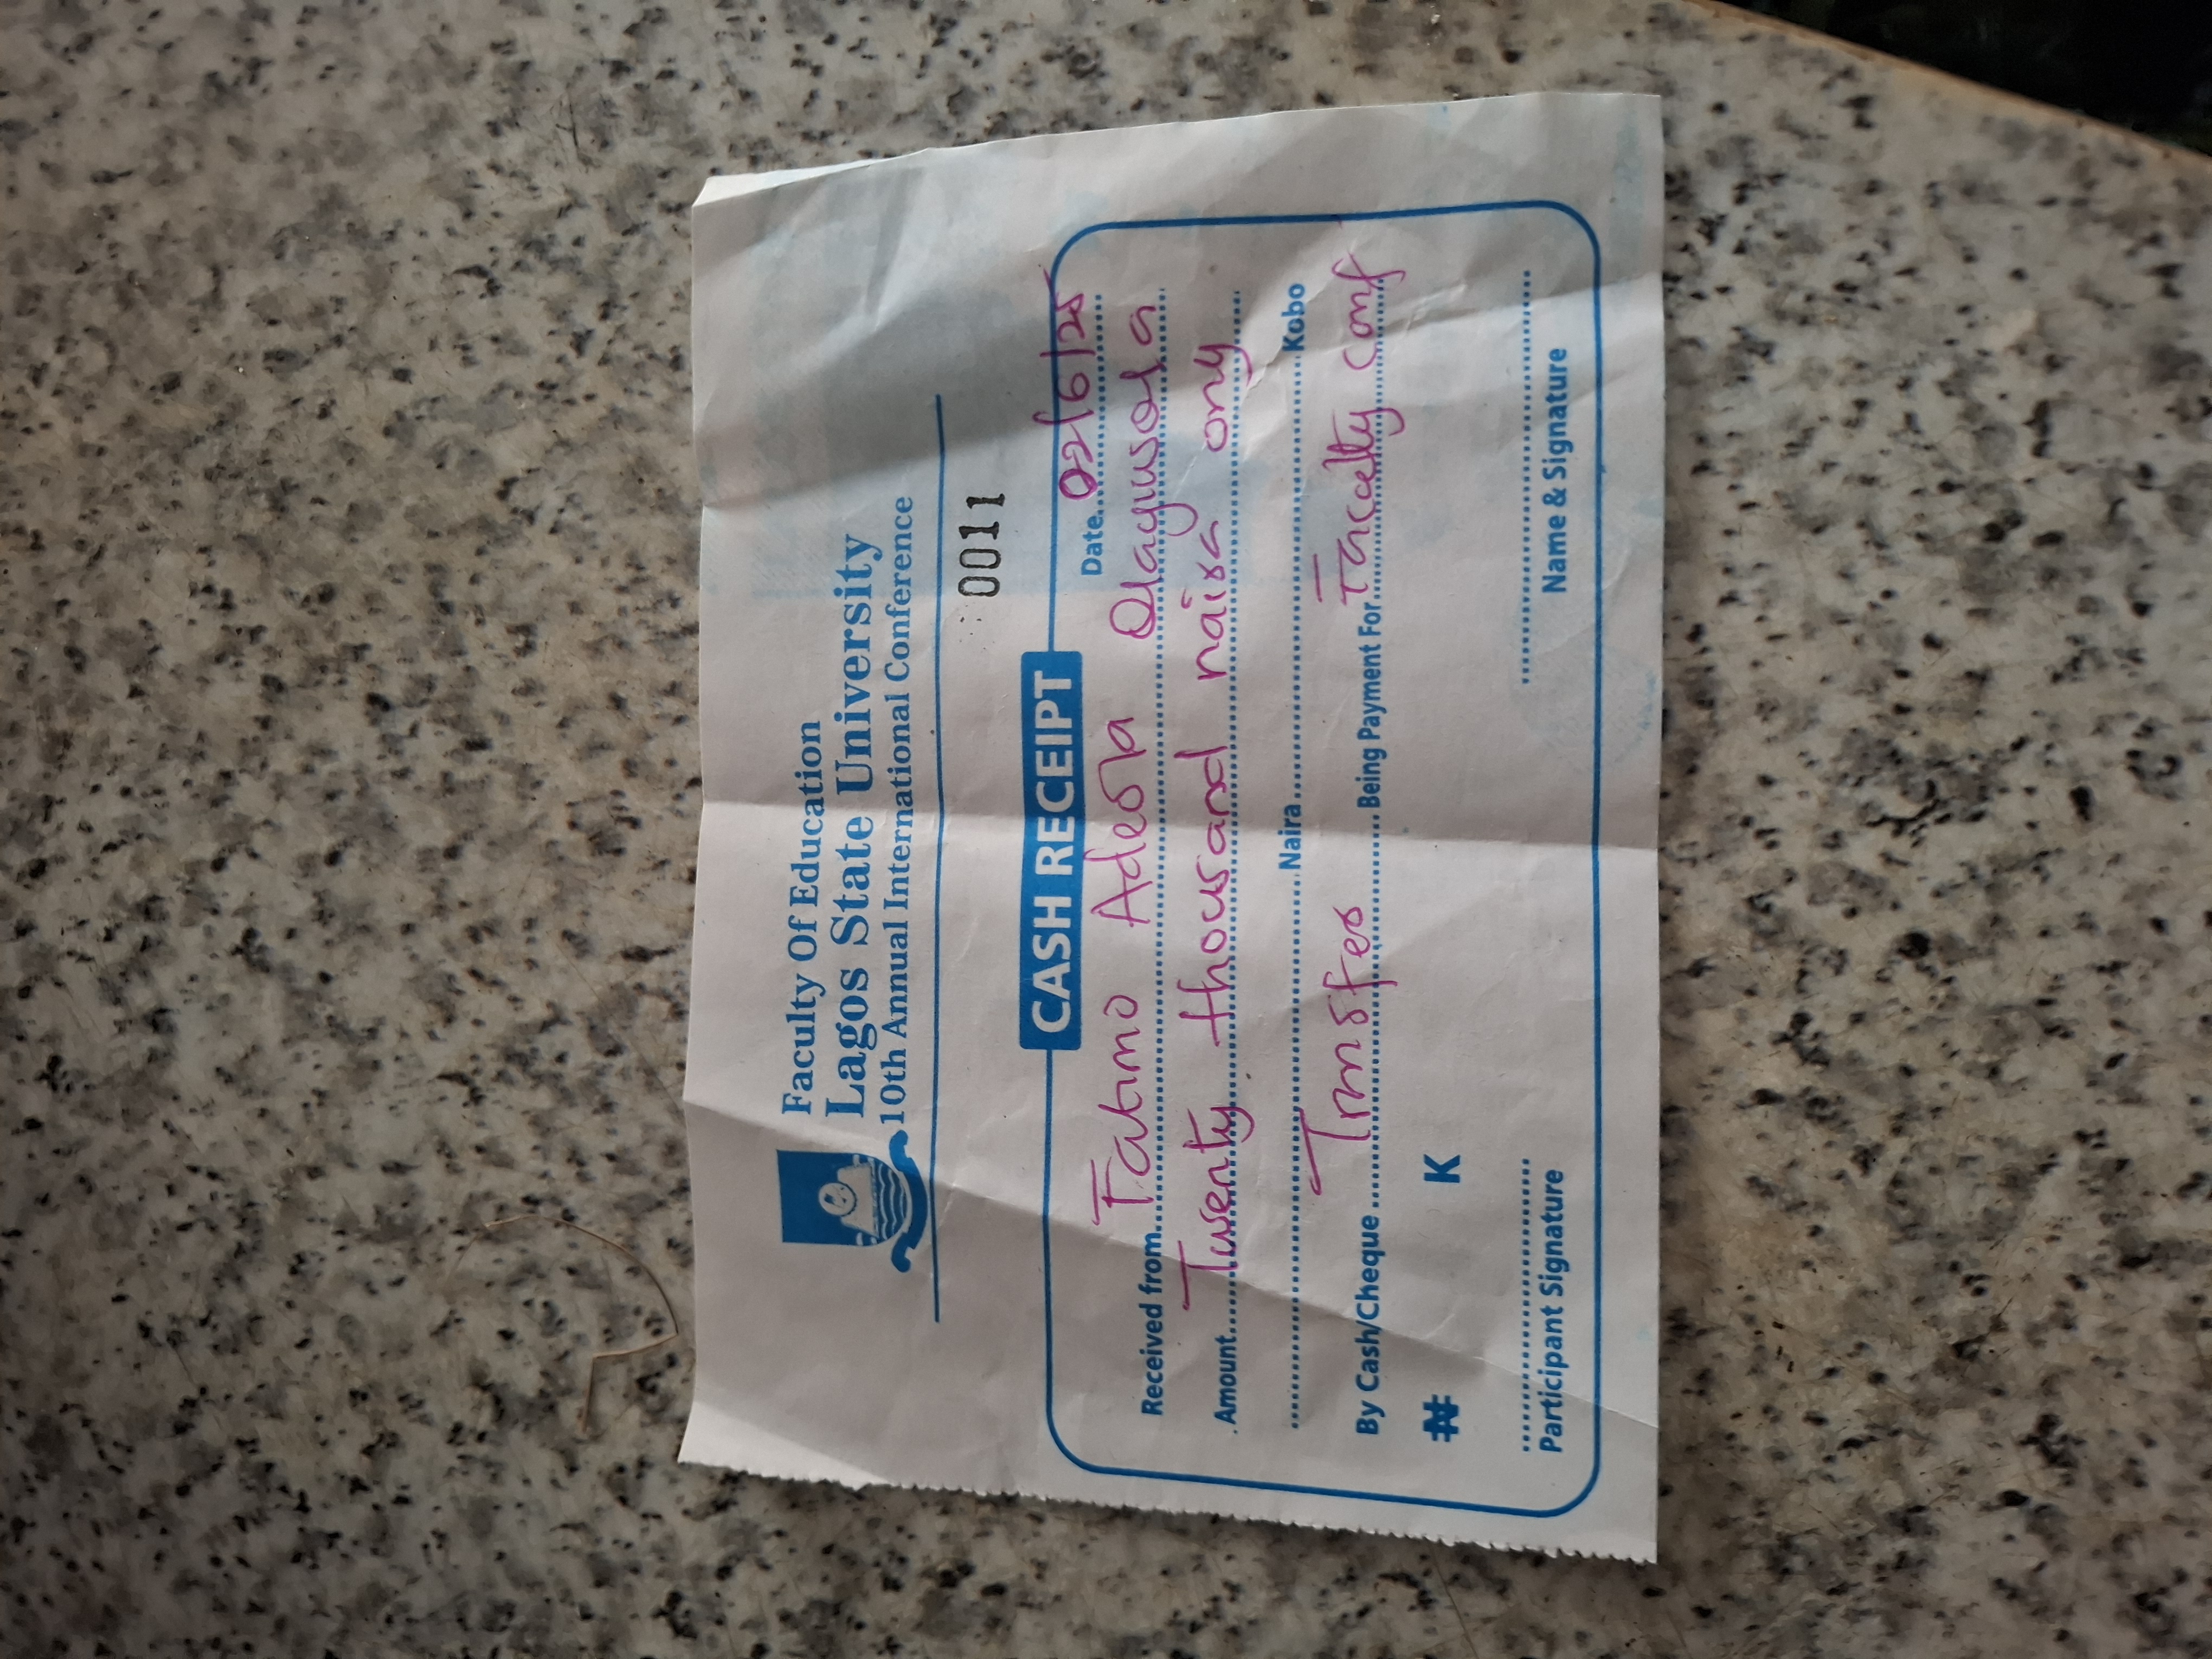 Faculty Of Education
Lagos State University
10th Annual International Conference
0011
CASH RECEIPT
Date 02/6/25
Received from Fatimo Adeola Olayiwola
Amount Twenty thousand naira only
Naira Kobo
By Cash/Cheque Transfer Being Payment For Faculty conf
₦ K
Participant Signature Name & Signature